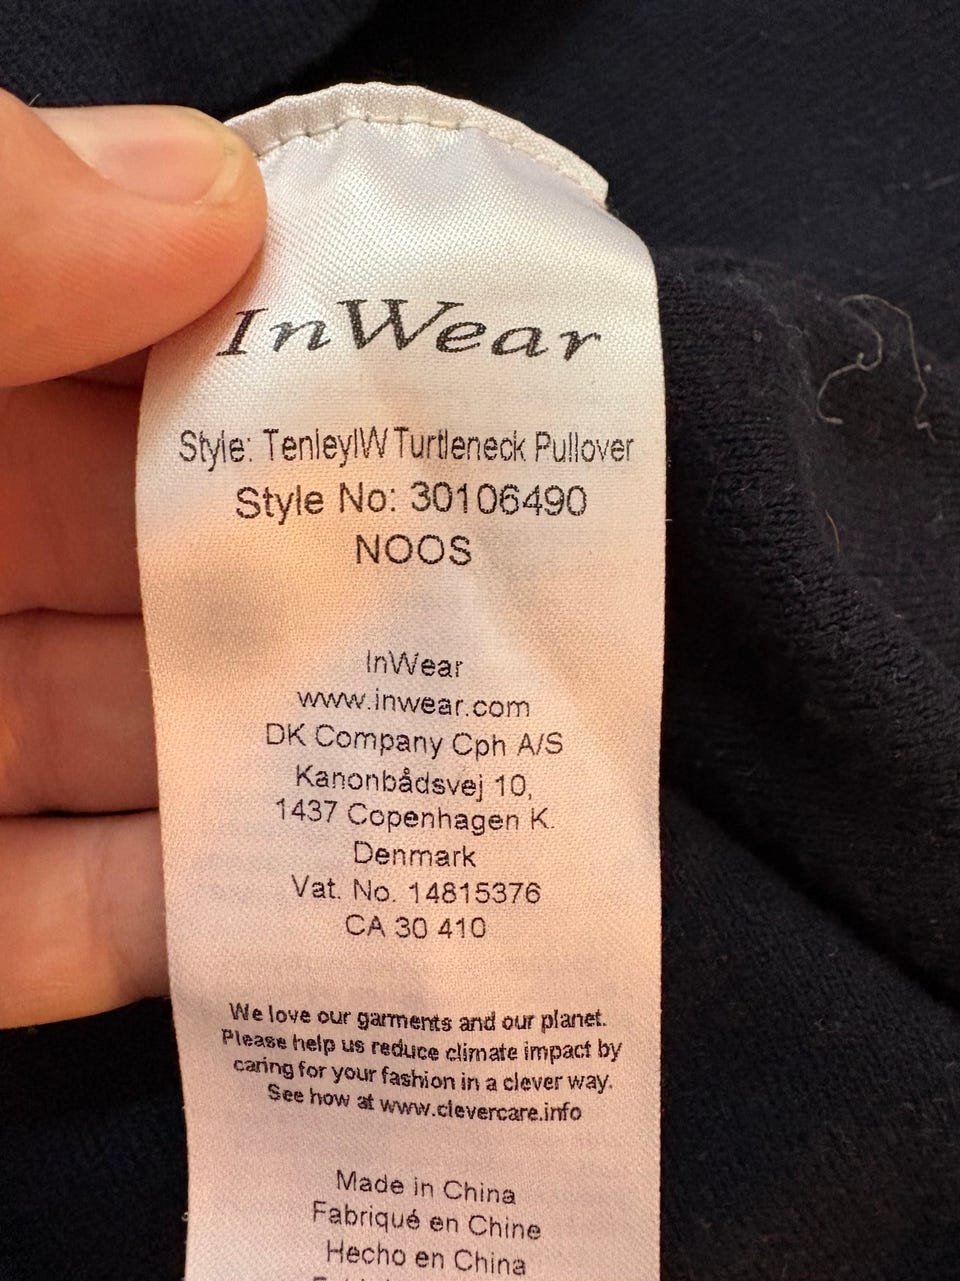 InWear
Style: TenleyIW Turtleneck Pullover
Style No: 30106490
NOOS
InWear
www.inwear.com
DK Company Cph A/S
Kanonbådsvej 10,
1437 Copenhagen K.
Denmark
Vat. No. 14815376
CA 30 410
We love our garments and our planet.
Please help us reduce climate impact by
caring for your fashion in a clever way.
See how at www.clevercare.info
Made in China
Fabriqué en Chine
Hecho en China